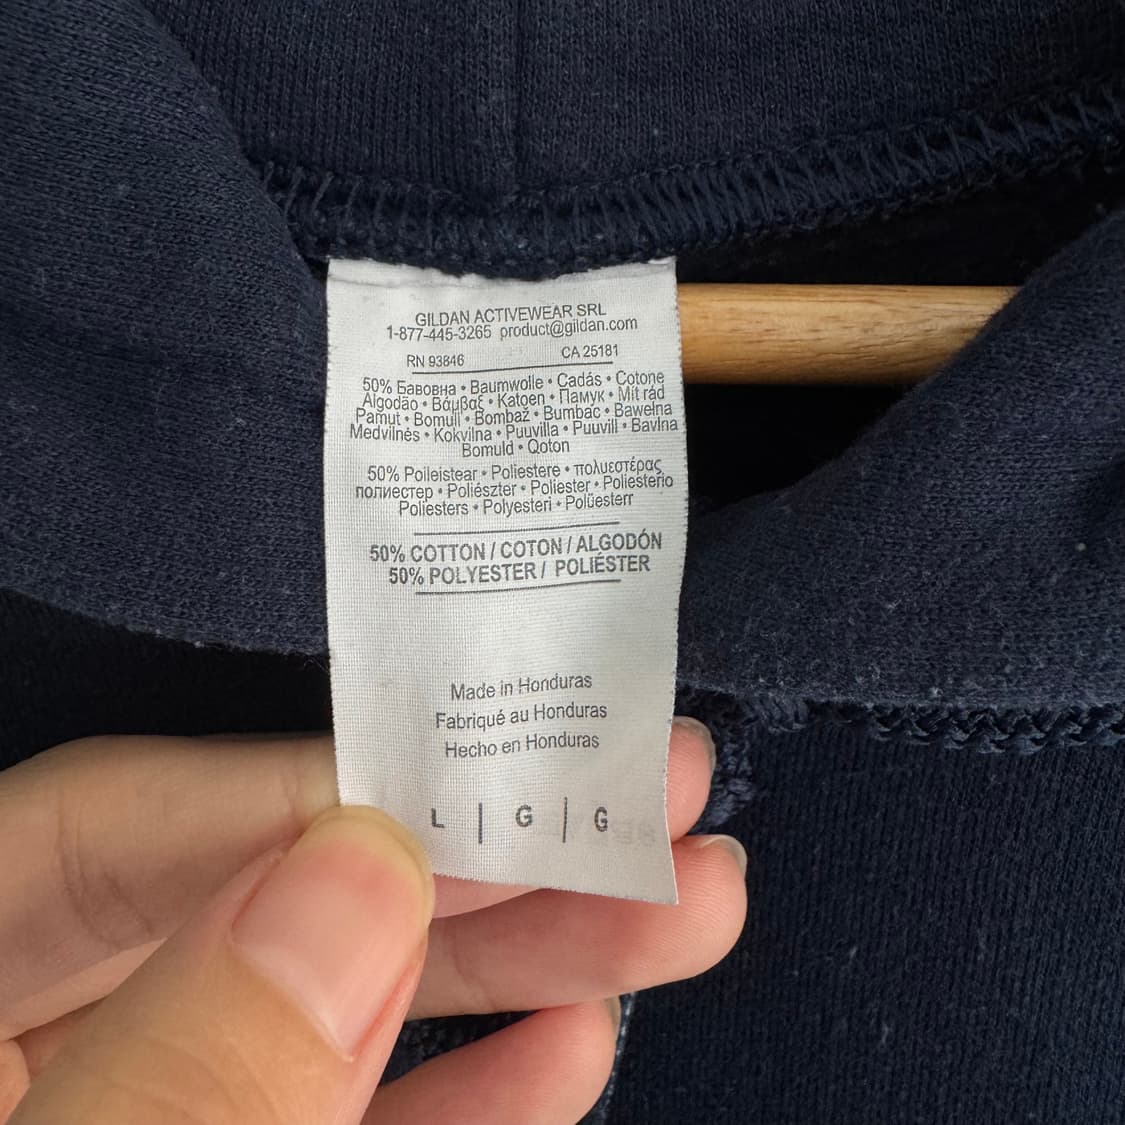 GILDAN ACTIVEWEAR SRL
1-877-445-3265 product@gildan.com
RN 93846 CA 25181
50% Бавовна • Baumwolle • Cadás • Cotone
Algodão • Βάμβαξ • Katoen • Памук • Mit rád
Pamut • Bomull • Bombaž • Bumbac • Bawełna
Medvilnės • Kokvilna • Puuvilla • Puuvill • Bavlna
Bomuld • Qoton
50% Poileistear • Poliestere • πολυεστέρας
полиестер • Poliészter • Poliester • Poliesterio
Poliesters • Polyesteri • Polüesterr
50% COTTON / COTON / ALGODÓN
50% POLYESTER / POLIÉSTER
Made in Honduras
Fabriqué au Honduras
Hecho en Honduras
L | G | G